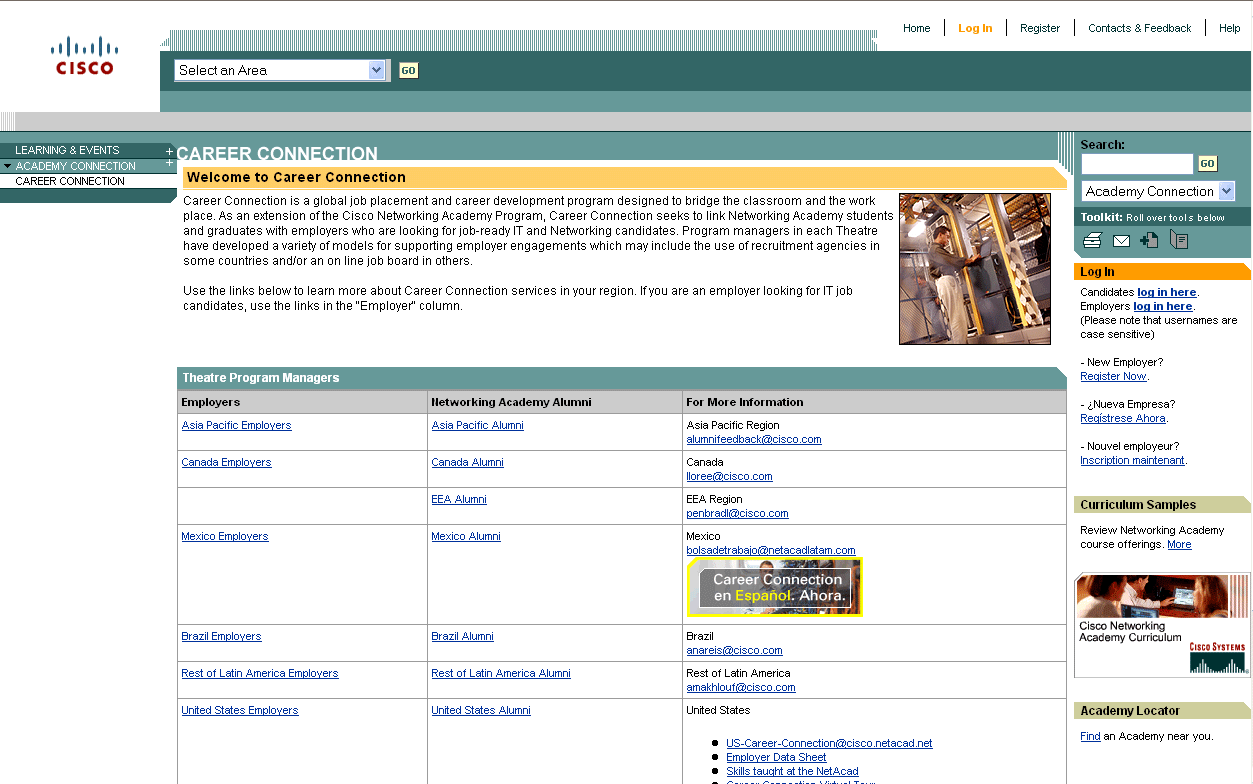 Home
Log In
Register
Contacts & Feedback
Help
CISCO
Select an Area
GO
LEARNING & EVENTS +
ACADEMY CONNECTION +
CAREER CONNECTION
CAREER CONNECTION
Welcome to Career Connection
Career Connection is a global job placement and career development program designed to bridge the classroom and the work
place. As an extension of the Cisco Networking Academy Program, Career Connection seeks to link Networking Academy students
and graduates with employers who are looking for job-ready IT and Networking candidates. Program managers in each Theatre
have developed a variety of models for supporting employer engagements which may include the use of recruitment agencies in
some countries and/or an on line job board in others.
Use the links below to learn more about Career Connection services in your region. If you are an employer looking for IT job
candidates, use the links in the "Employer" column.
Theatre Program Managers
Employers
Networking Academy Alumni
For More Information
Asia Pacific Employers
Asia Pacific Alumni
Asia Pacific Region
alumnifeedback@cisco.com
Canada Employers
Canada Alumni
Canada
lloree@cisco.com
EEA Alumni
EEA Region
penbradl@cisco.com
Mexico Employers
Mexico Alumni
Mexico
bolsadetrabajo@netacadlatam.com
Career Connection
en Español. Ahora.
Brazil Employers
Brazil Alumni
Brazil
anareis@cisco.com
Rest of Latin America Employers
Rest of Latin America Alumni
Rest of Latin America
amakhlouf@cisco.com
United States Employers
United States Alumni
United States
US-Career-Connection@cisco.netacad.net
Employer Data Sheet
Skills taught at the NetAcad
Career Connection Virtual Tour
Search:
GO
Academy Connection
Toolkit: Roll over tools below
Log In
Candidates log in here.
Employers log in here.
(Please note that usernames are
case sensitive)
- New Employer?
Register Now.
- ¿Nueva Empresa?
Regístrese Ahora.
- Nouvel employeur?
Inscription maintenant.
Curriculum Samples
Review Networking Academy
course offerings. More
Cisco Networking
Academy Curriculum
CISCO SYSTEMS
Academy Locator
Find an Academy near you.